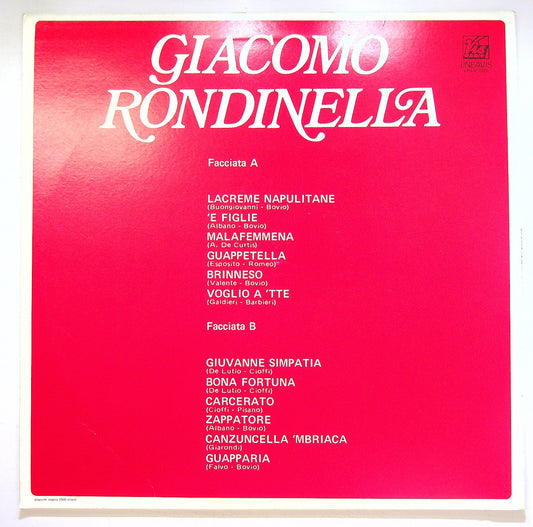 GIACOMO
RONDINELLA
LINEAVIS
Facciata A
LACREME NAPULITANE
(Buongiovanni - Bovio)
'E FIGLIE
(Albano - Bovio)
MALAFEMMENA
(A. De Curtis)
GUAPPETELLA
(Esposito - Romeo)
BRINNESO
(Valente - Bovio)
VOGLIO A 'TTE
(Galdieri - Barbieri)
Facciata B
GIUVANNE SIMPATIA
(De Lutio - Cioffi)
BONA FORTUNA
(De Lutio - Cioffi)
CARCERATO
(Cioffi - Pisano)
ZAPPATORE
(Albano - Bovio)
CANZUNCELLA 'MBRIACA
(Giarondi)
GUAPPARIA
(Falvo - Bovio)